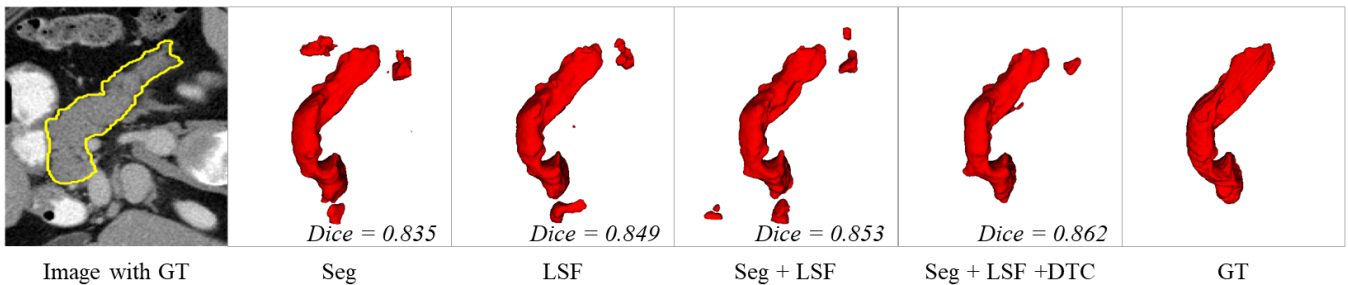 Dice = 0.835
Dice = 0.849
Dice = 0.853
Dice = 0.862
Image with GT
Seg
LSF
Seg + LSF
Seg + LSF +DTC
GT